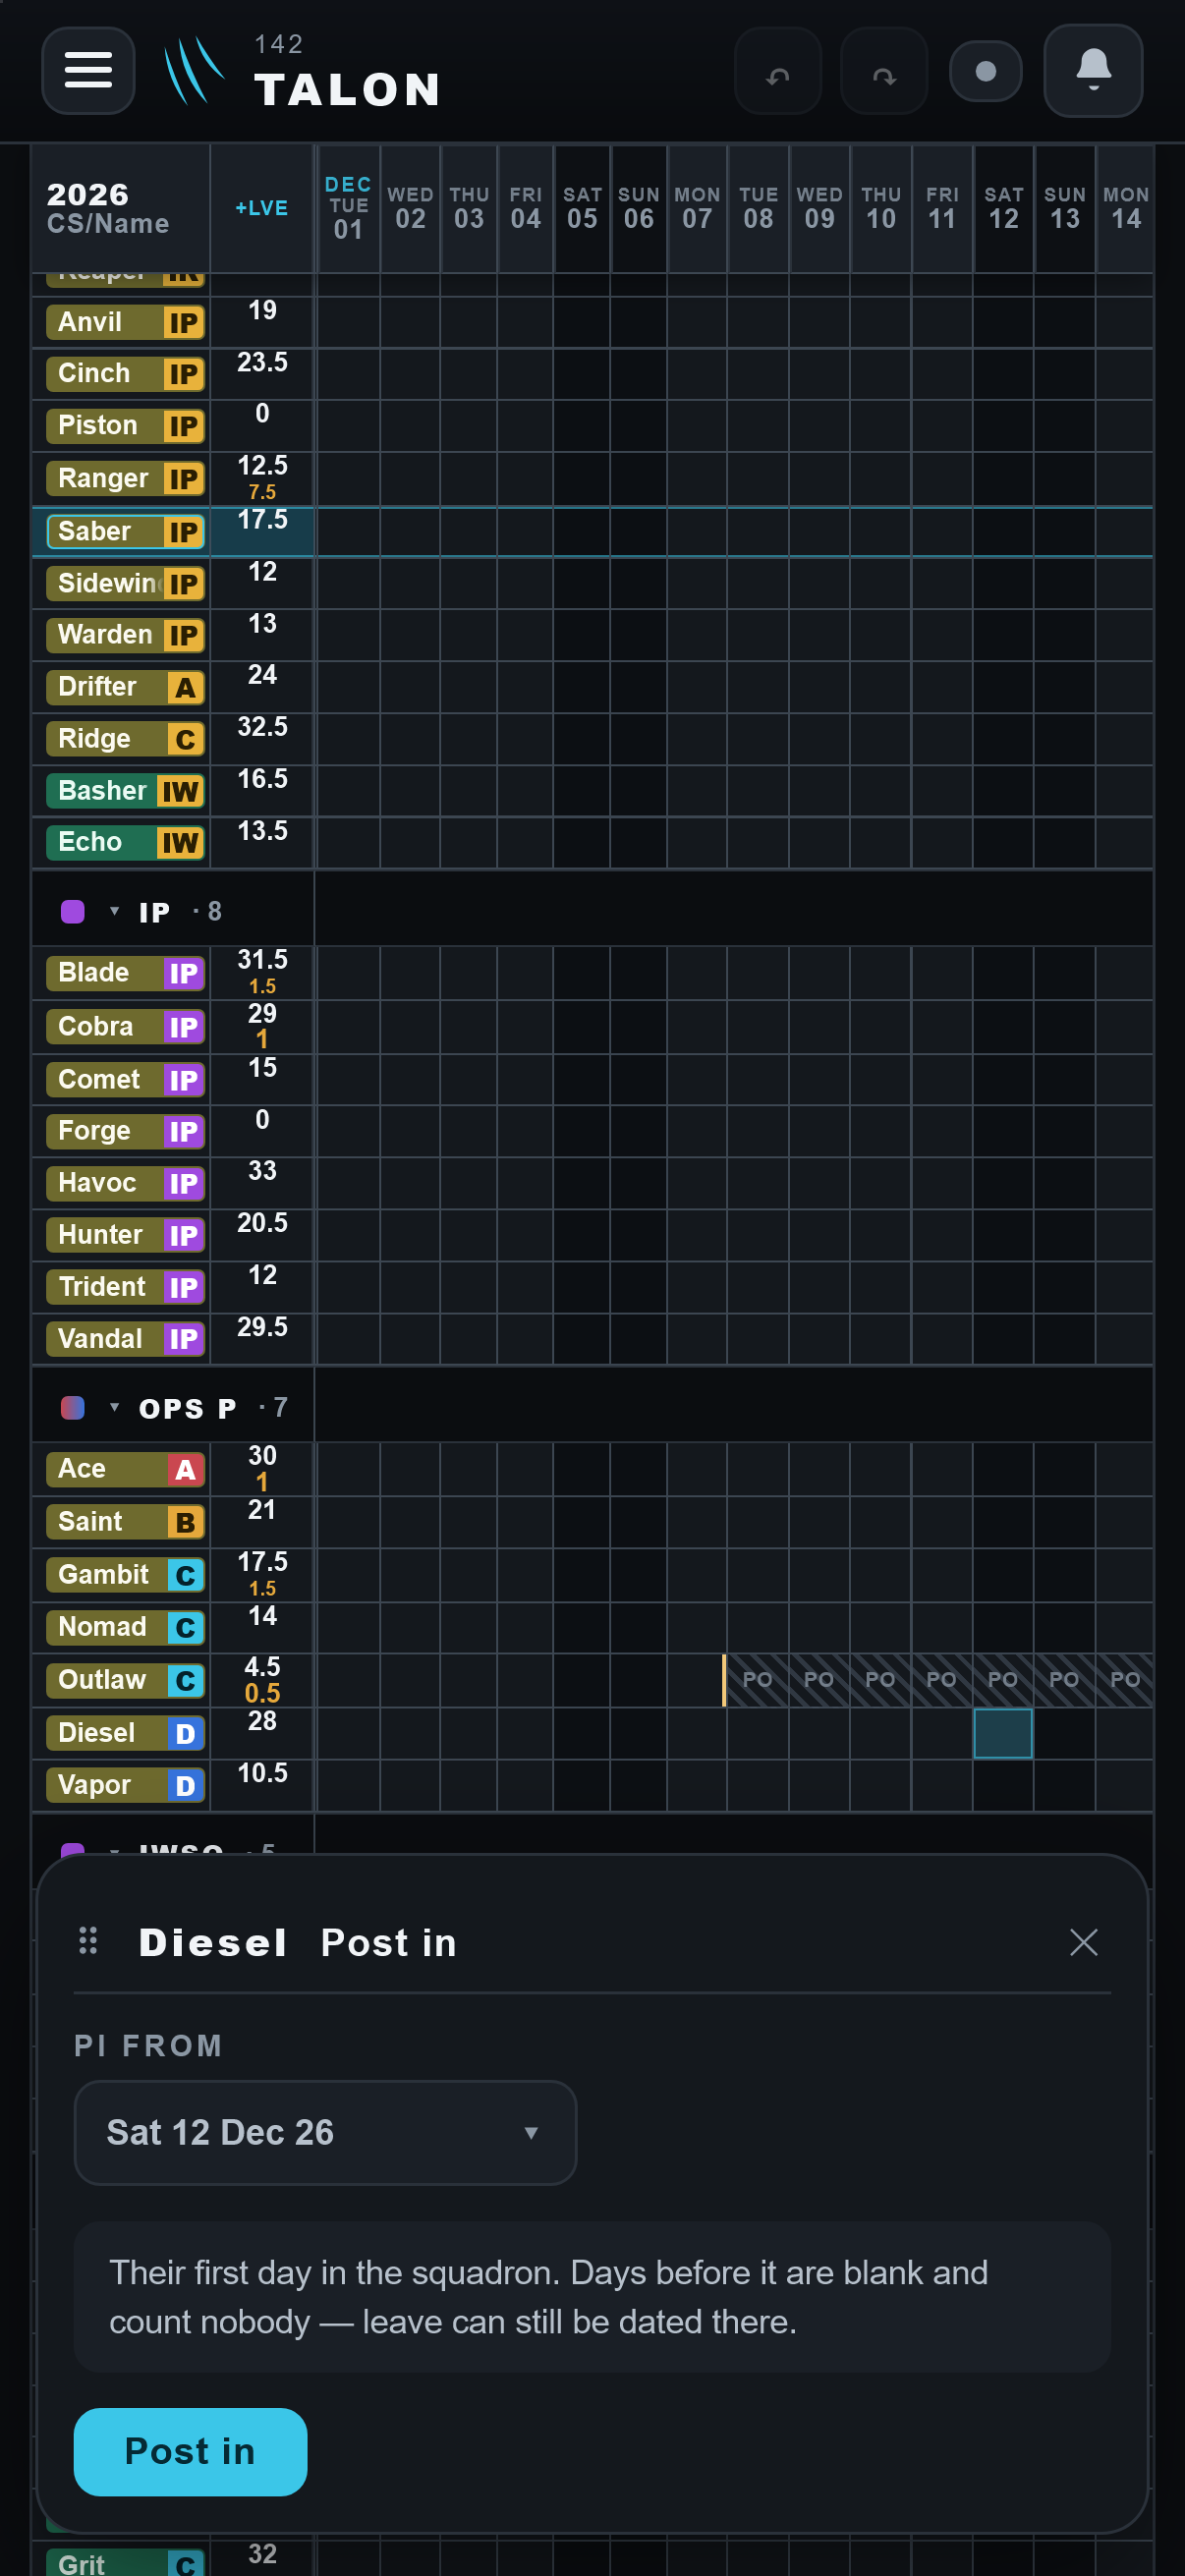 142
TALON
2026
CS/Name
+LVE
DEC
TUE WED THU FRI SAT SUN MON TUE WED THU FRI SAT SUN MON
01 02 03 04 05 06 07 08 09 10 11 12 13 14
Reaper IR
Anvil IP 19
Cinch IP 23.5
Piston IP 0
Ranger IP 12.5
7.5
Saber IP 17.5
Sidewin IP 12
Warden IP 13
Drifter A 24
Ridge C 32.5
Basher IW 16.5
Echo IW 13.5
▾ IP · 8
Blade IP 31.5
1.5
Cobra IP 29
1
Comet IP 15
Forge IP 0
Havoc IP 33
Hunter IP 20.5
Trident IP 12
Vandal IP 29.5
▾ OPS P · 7
Ace A 30
1
Saint B 21
Gambit C 17.5
1.5
Nomad C 14
Outlaw C 4.5 PO PO PO PO PO PO PO
0.5
Diesel D 28
Vapor D 10.5
▾ IWSO · 5
Diesel Post in
PI FROM
Sat 12 Dec 26 ▾
Their first day in the squadron. Days before it are blank and
count nobody — leave can still be dated there.
Post in
Grit C 32